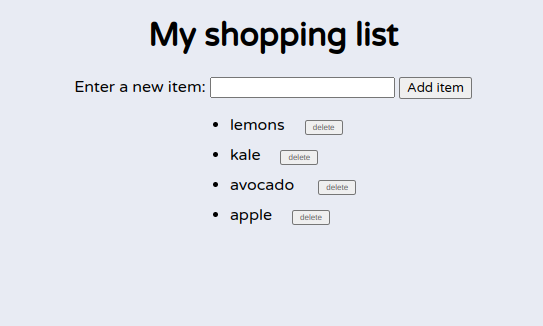 My shopping list
Enter a new item: Add item
lemons delete
kale delete
avocado delete
apple delete